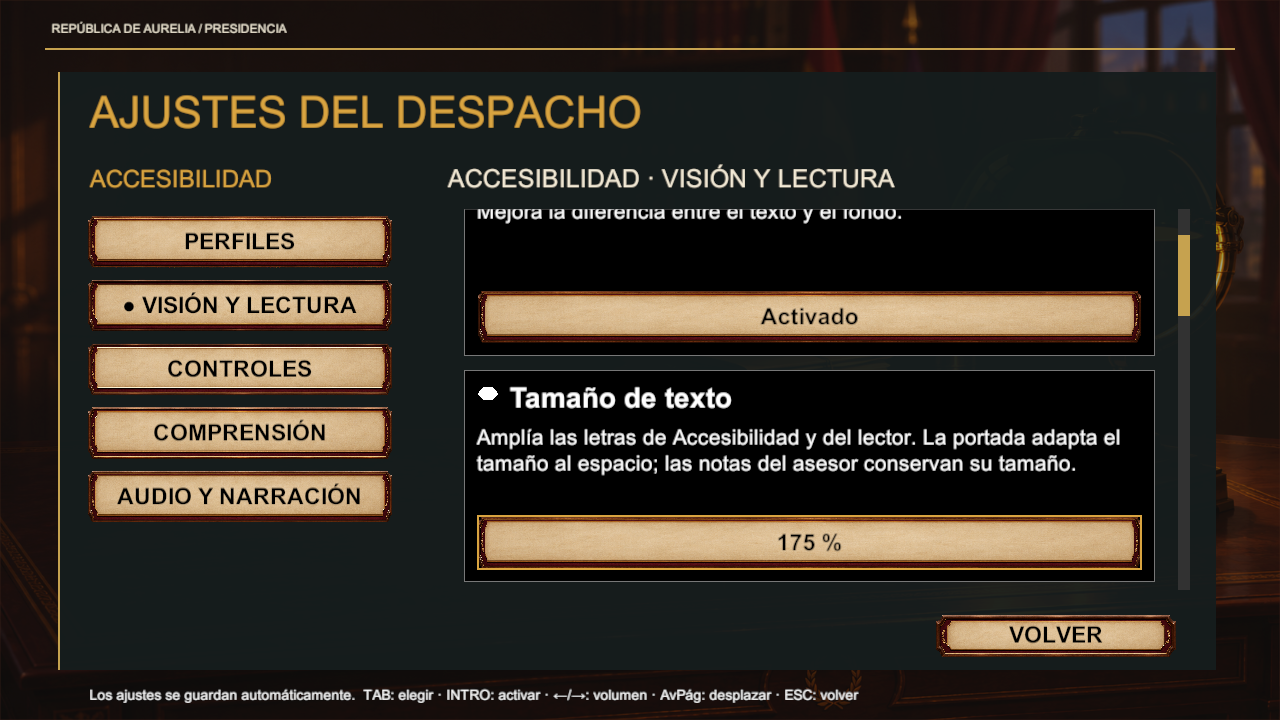 REPÚBLICA DE AURELIA / PRESIDENCIA
AJUSTES DEL DESPACHO
ACCESIBILIDAD
PERFILES
● VISIÓN Y LECTURA
CONTROLES
COMPRENSIÓN
AUDIO Y NARRACIÓN
ACCESIBILIDAD · VISIÓN Y LECTURA
Mejora la diferencia entre el texto y el fondo.
Activado
Tamaño de texto
Amplía las letras de Accesibilidad y del lector. La portada adapta el
tamaño al espacio; las notas del asesor conservan su tamaño.
175 %
VOLVER
Los ajustes se guardan automáticamente. TAB: elegir · INTRO: activar · ←/→: volumen · AvPág: desplazar · ESC: volver